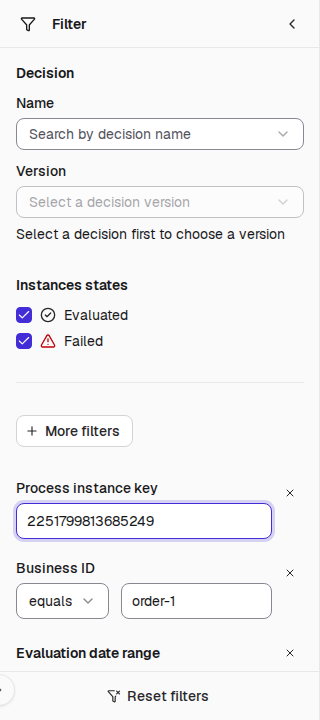 Filter
Decision
Name
Search by decision name
Version
Select a decision version
Select a decision first to choose a version
Instances states
Evaluated
Failed
More filters
Process instance key
2251799813685249
Business ID
equals order-1
Evaluation date range
Reset filters